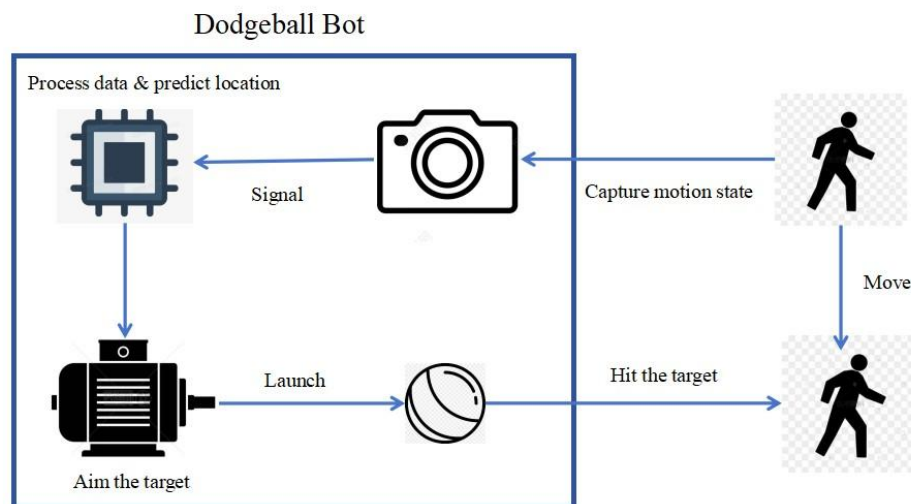 Dodgeball Bot
Process data & predict location
Signal
Capture motion state
Move
Launch
Hit the target
Aim the target